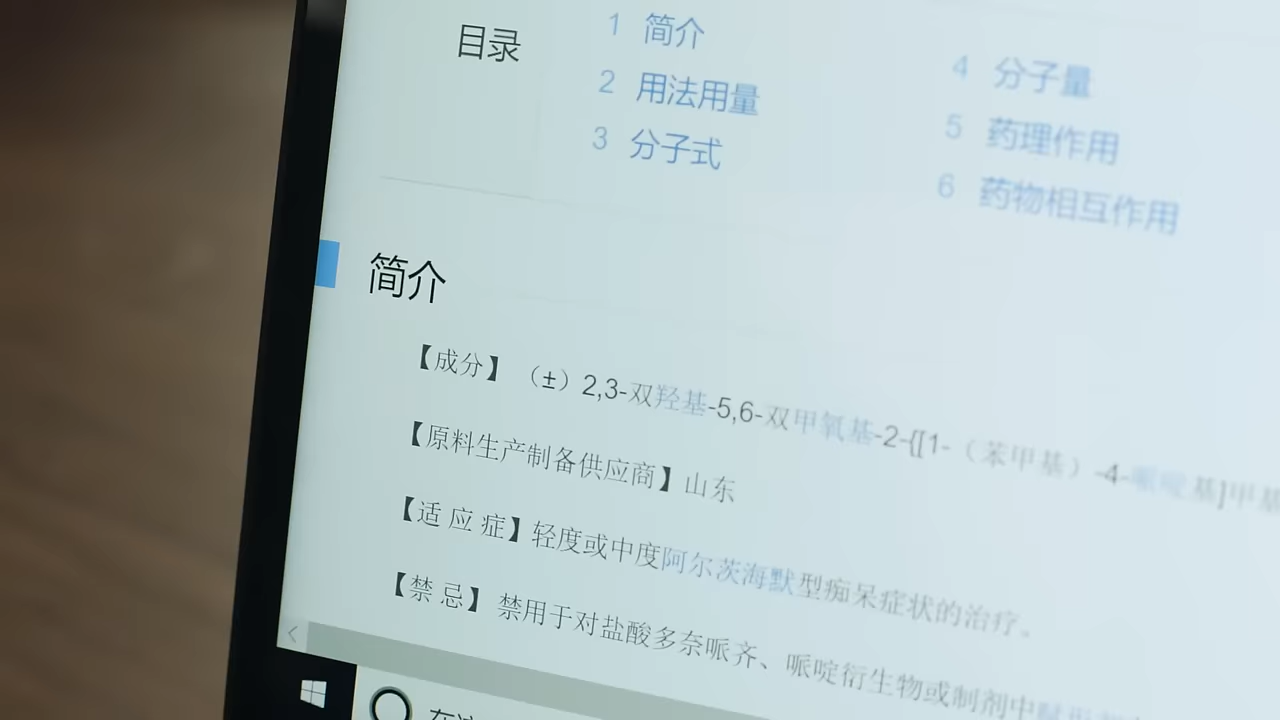 目录
1 简介
2 用法用量
3 分子式
4 分子量
5 药理作用
6 药物相互作用
简介
【成分】（±）2,3-双羟基-5,6-双甲氧基-2-{[1-（苯甲基）-4-哌啶基]甲基
【原料生产制备供应商】山东
【适 应 症】轻度或中度阿尔茨海默型痴呆症状的治疗。
【禁 忌】禁用于对盐酸多奈哌齐、哌啶衍生物或制剂中